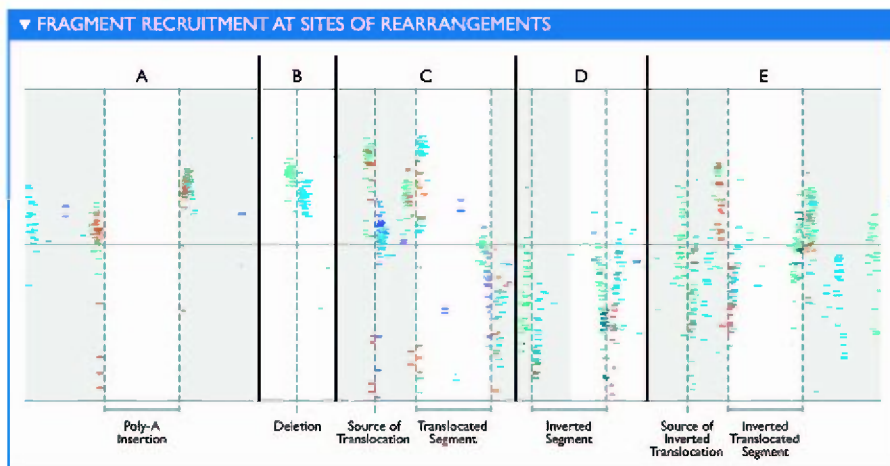 ▼ FRAGMENT RECRUITMENT AT SITES OF REARRANGEMENTS
A B C D E
Poly-A
Insertion
Deletion
Source of
Translocation
Translocated
Segment
Inverted
Segment
Source of
Inverted
Translocation
Inverted
Translocated
Segment